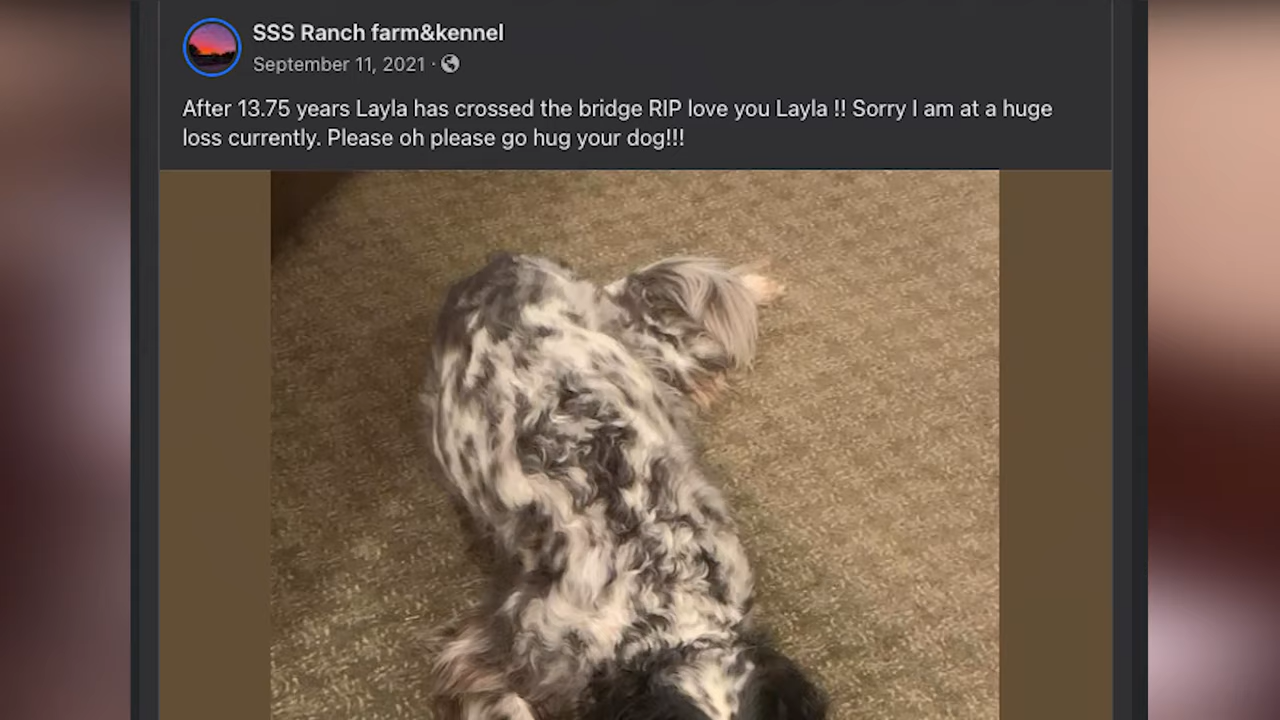 SSS Ranch farm&kennel
September 11, 2021 ·
After 13.75 years Layla has crossed the bridge RIP love you Layla !! Sorry I am at a huge
loss currently. Please oh please go hug your dog!!!